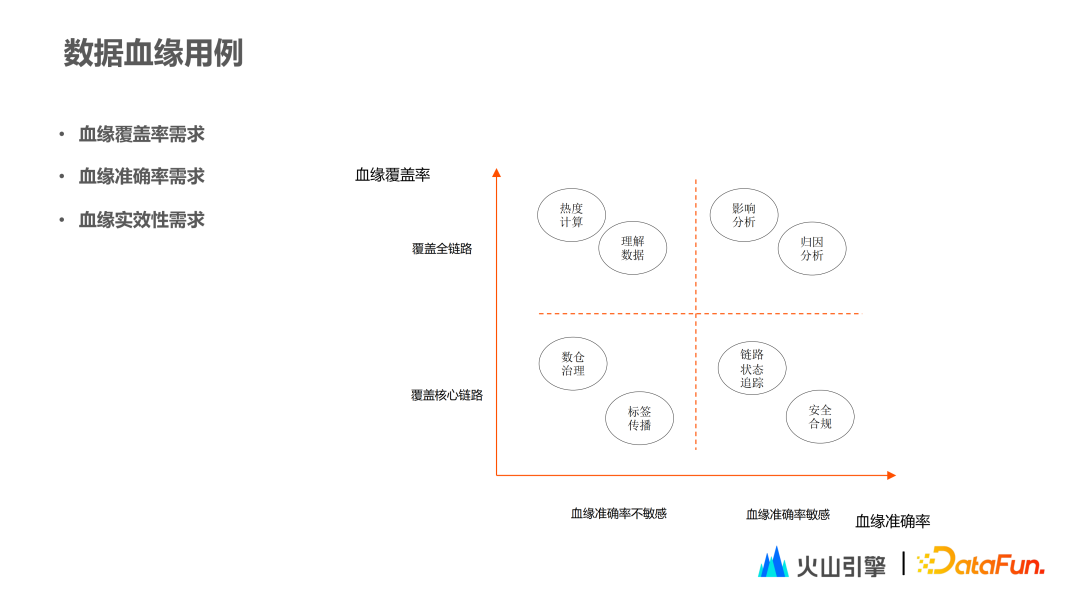 数据血缘用例
• 血缘覆盖率需求
• 血缘准确率需求
• 血缘实效性需求
血缘覆盖率
覆盖全链路
热度
计算
理解
数据
影响
分析
归因
分析
覆盖核心链路
数仓
治理
标签
传播
链路
状态
追踪
安全
合规
血缘准确率不敏感
血缘准确率敏感
血缘准确率
火山引擎 | DataFun.